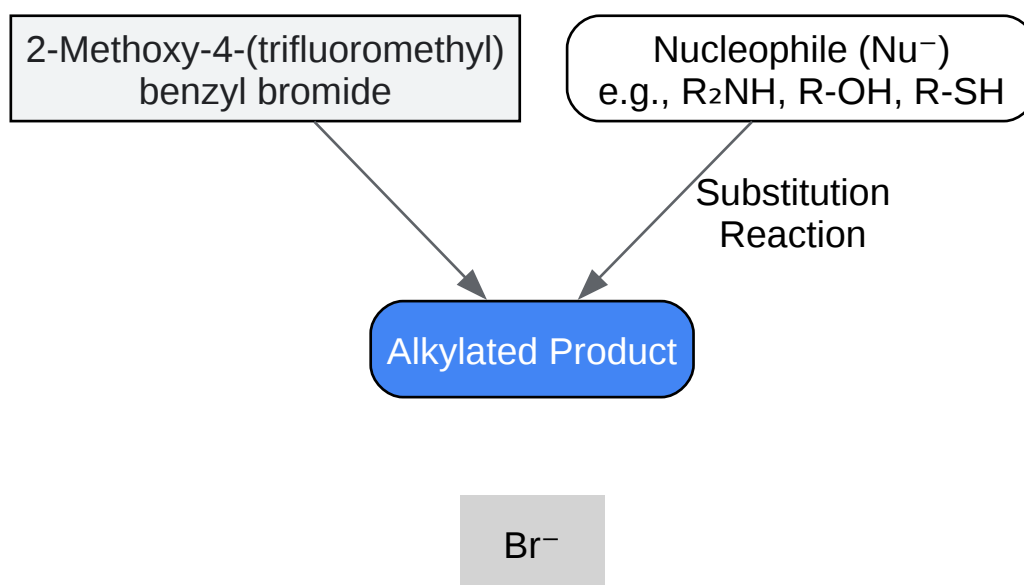 2-Methoxy-4-(trifluoromethyl)
benzyl bromide
Nucleophile (Nu⁻)
e.g., R₂NH, R-OH, R-SH
Substitution
Reaction
Alkylated Product
Br⁻